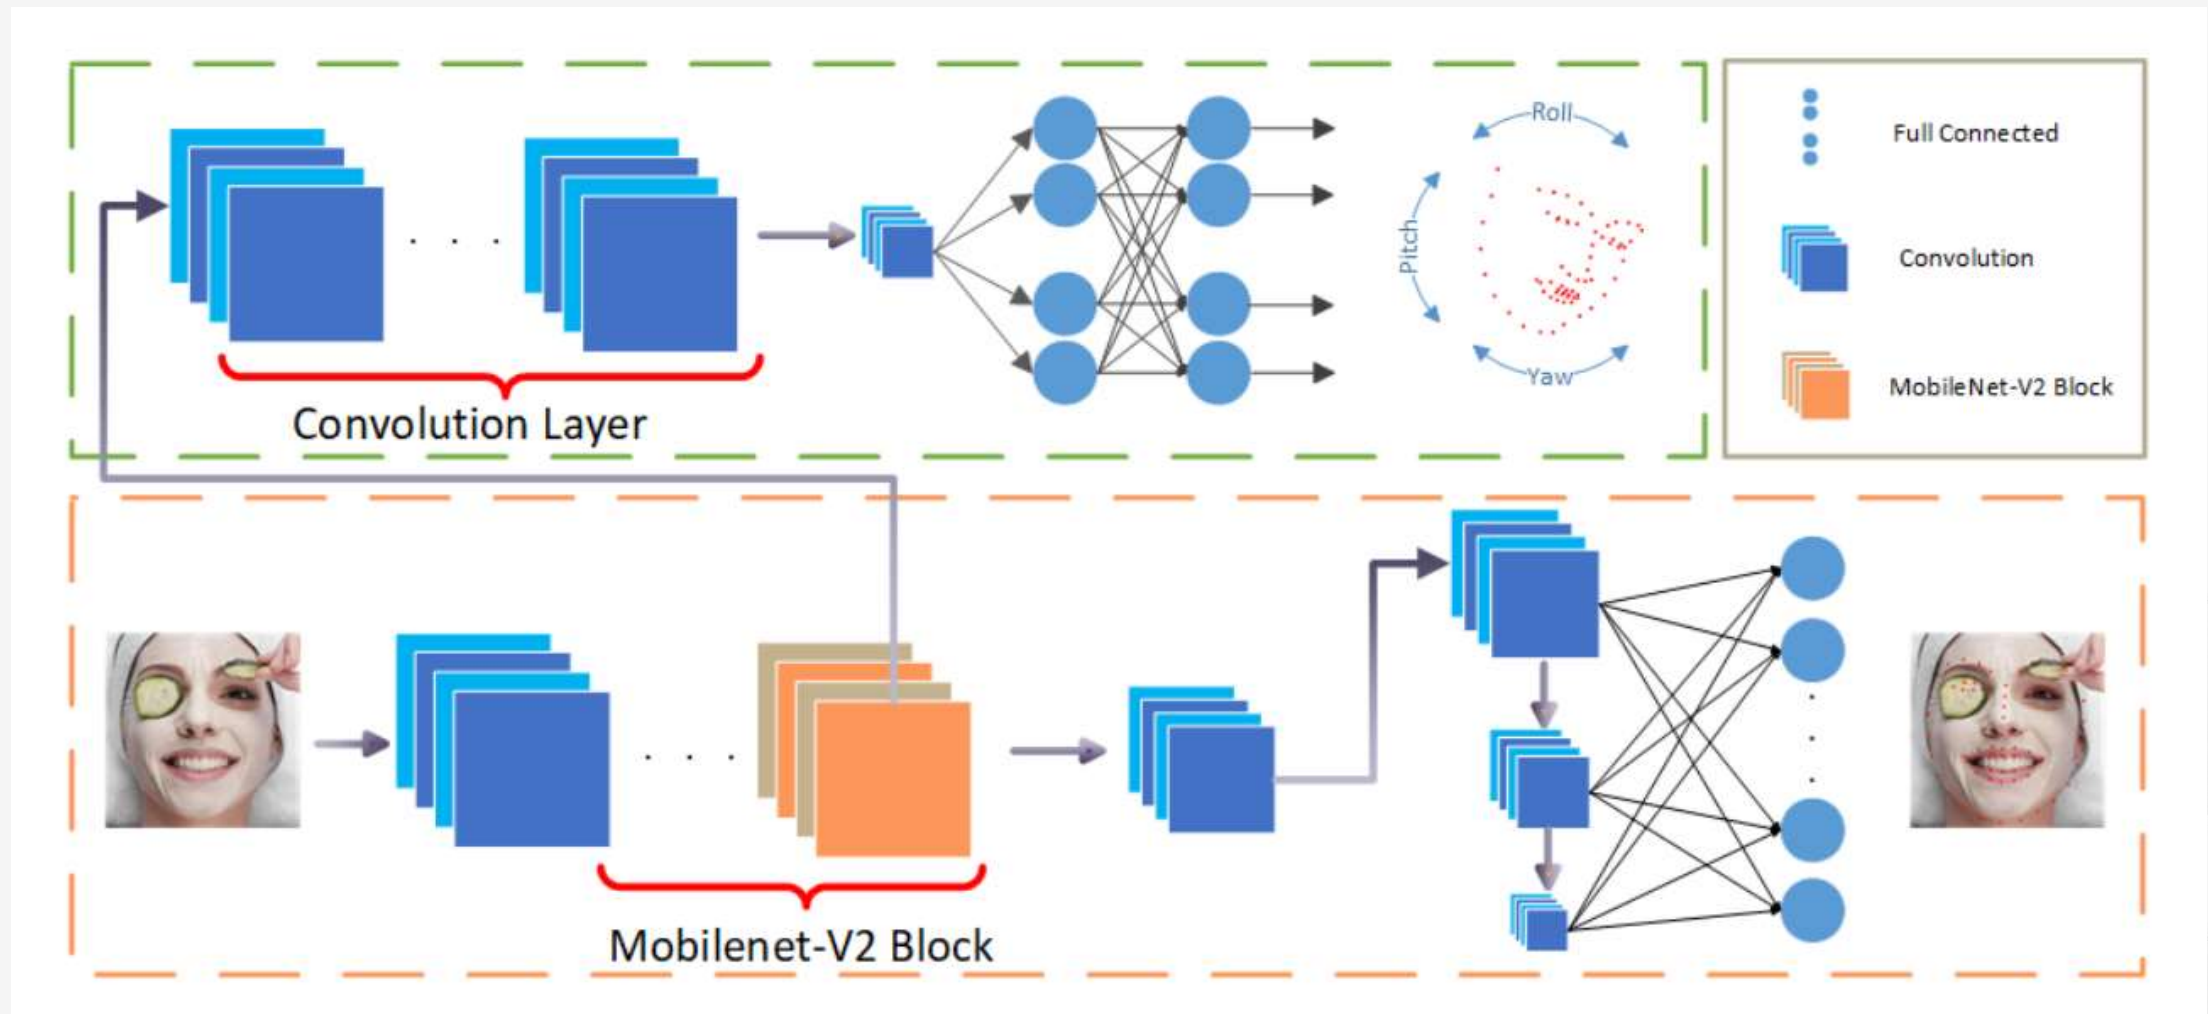 Roll
Pitch
Yaw
Convolution Layer
Full Connected
Convolution
MobileNet-V2 Block
Mobilenet-V2 Block